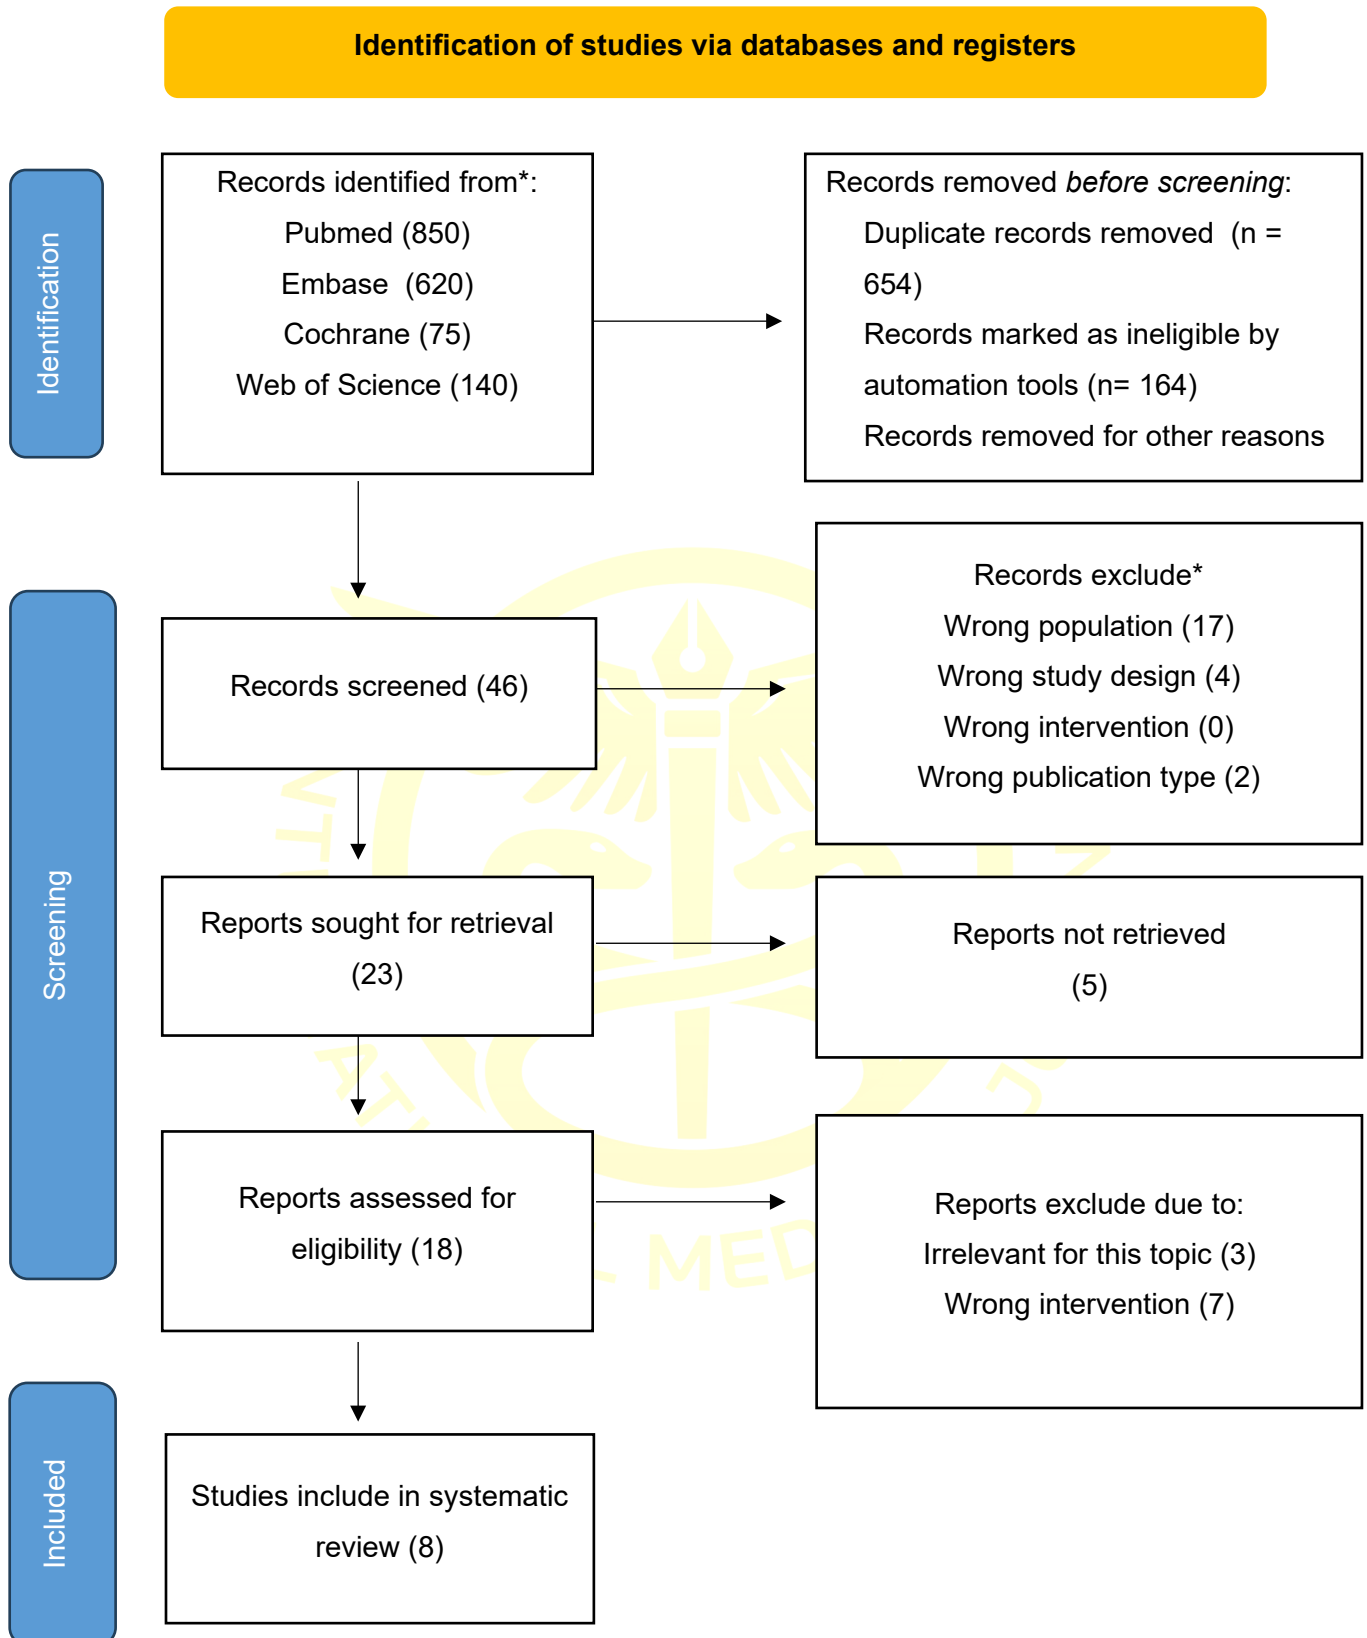 Identification of studies via databases and registers
Identification
Records identified from*:
Pubmed (850)
Embase (620)
Cochrane (75)
Web of Science (140)
Records removed before screening:
Duplicate records removed (n =
654)
Records marked as ineligible by
automation tools (n= 164)
Records removed for other reasons
Screening
Records screened (46)
Records exclude*
Wrong population (17)
Wrong study design (4)
Wrong intervention (0)
Wrong publication type (2)
Reports sought for retrieval
(23)
Reports not retrieved
(5)
Reports assessed for
eligibility (18)
Reports exclude due to:
Irrelevant for this topic (3)
Wrong intervention (7)
Included
Studies include in systematic
review (8)